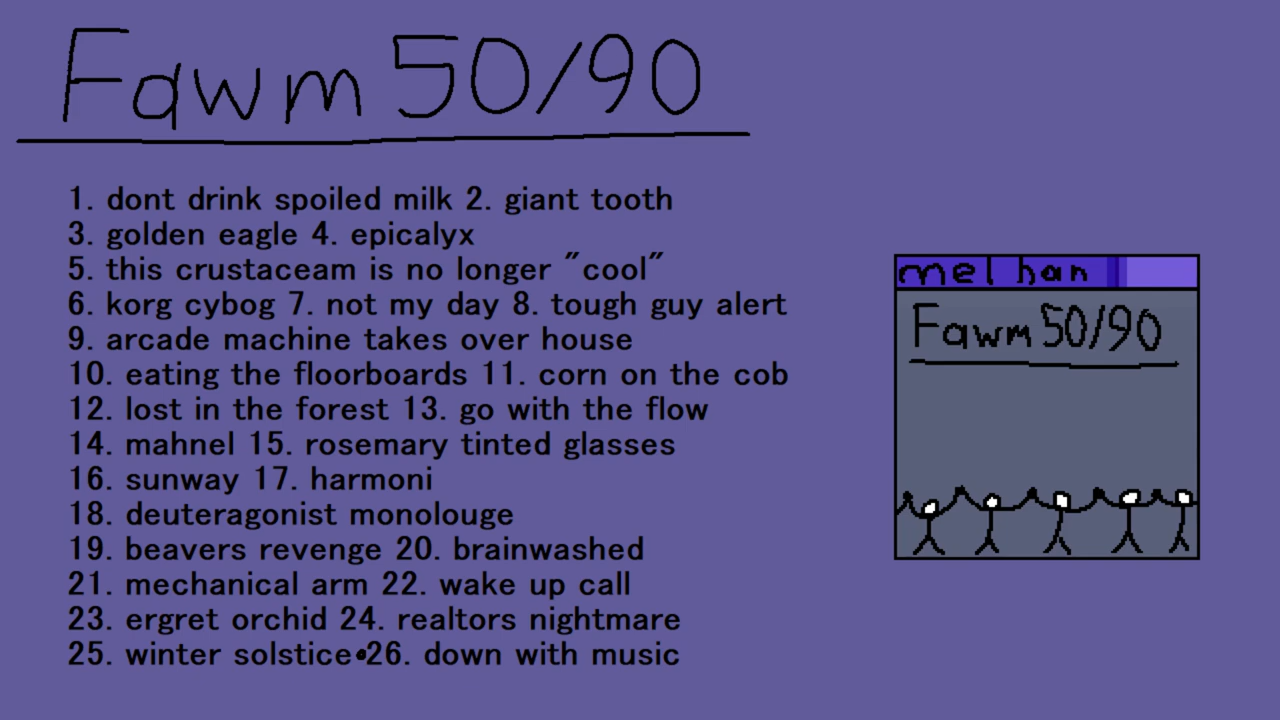 Fawm 50/90
1. dont drink spoiled milk 2. giant tooth
3. golden eagle 4. epicalyx
5. this crustaceam is no longer "cool"
6. korg cybog 7. not my day 8. tough guy alert
9. arcade machine takes over house
10. eating the floorboards 11. corn on the cob
12. lost in the forest 13. go with the flow
14. mahnel 15. rosemary tinted glasses
16. sunway 17. harmoni
18. deuteragonist monolouge
19. beavers revenge 20. brainwashed
21. mechanical arm 22. wake up call
23. ergret orchid 24. realtors nightmare
25. winter solstice•26. down with music
mel han
Fawm 50/90